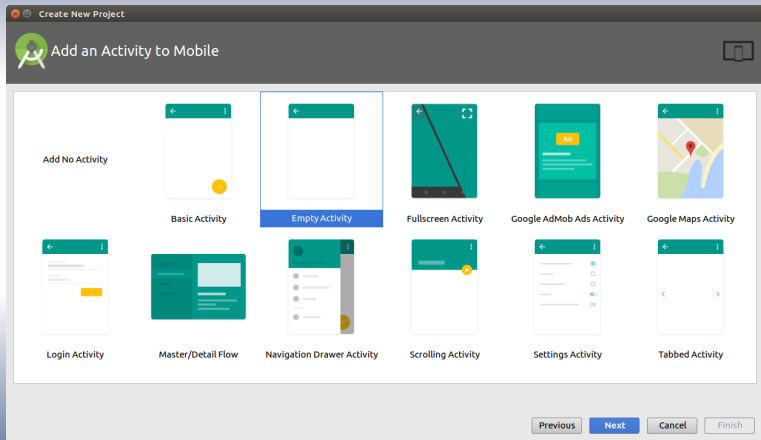 Create New Project
Add an Activity to Mobile
Add No Activity
Basic Activity
Empty Activity
Fullscreen Activity
Ad
Google AdMob Ads Activity
Google Maps Activity
Login Activity
Master/Detail Flow
Navigation Drawer Activity
Scrolling Activity
Settings Activity
Tabbed Activity
Previous
Next
Cancel
Finish